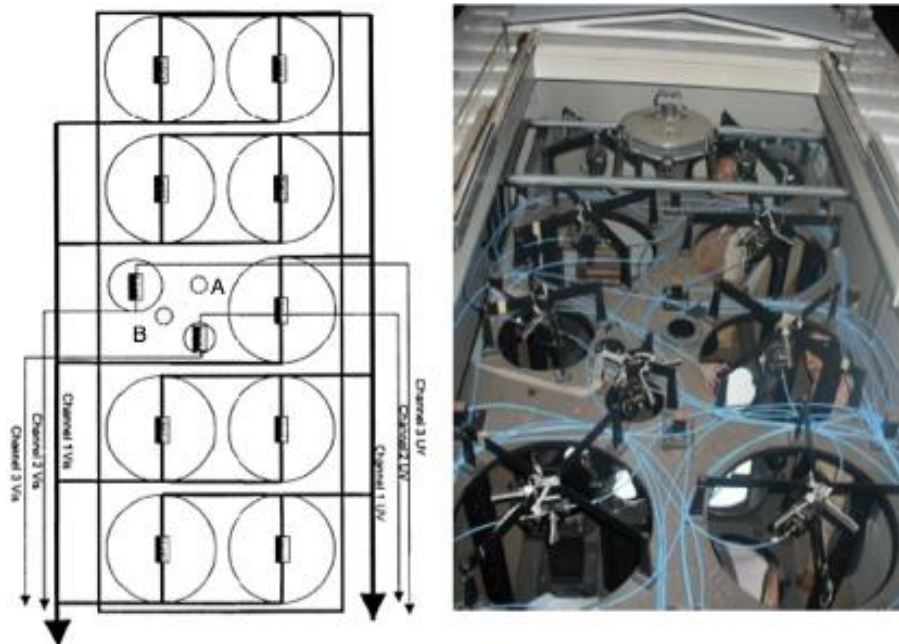 A
B
Channel 1 Vis
Channel 2 Vis
Channel 3 Vis
Channel 3 UV
Channel 2 UV
Channel 1 UV